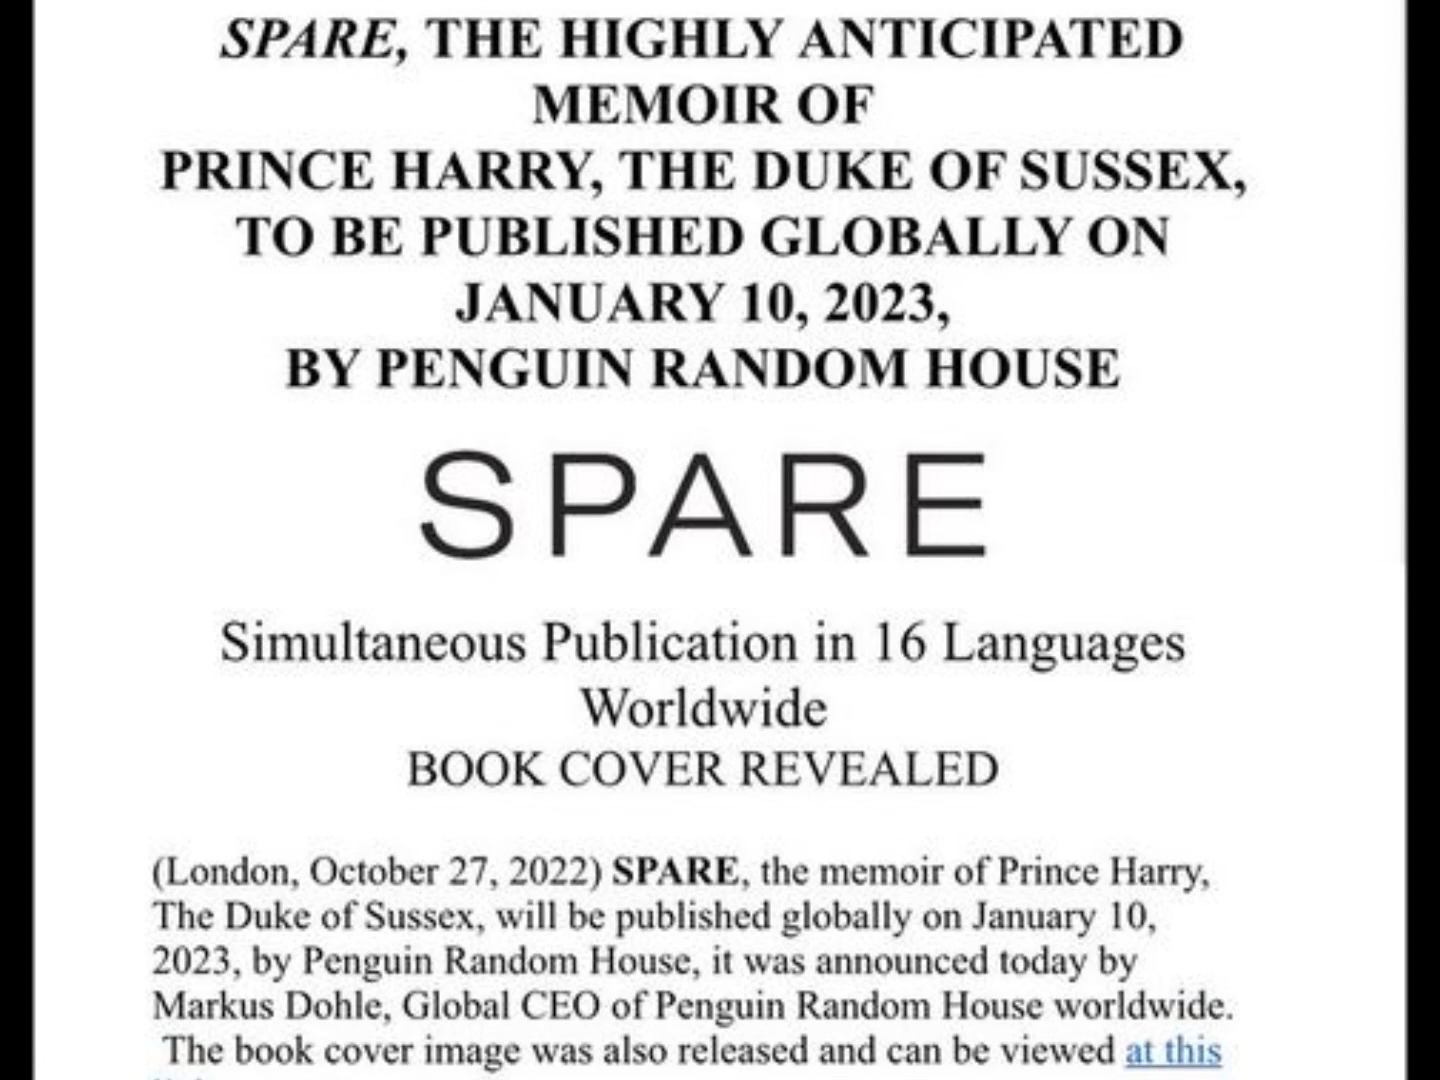 SPARE, THE HIGHLY ANTICIPATED
MEMOIR OF
PRINCE HARRY, THE DUKE OF SUSSEX,
TO BE PUBLISHED GLOBALLY ON
JANUARY 10, 2023,
BY PENGUIN RANDOM HOUSE
SPARE
Simultaneous Publication in 16 Languages
Worldwide
BOOK COVER REVEALED
(London, October 27, 2022) SPARE, the memoir of Prince Harry,
The Duke of Sussex, will be published globally on January 10,
2023, by Penguin Random House, it was announced today by
Markus Dohle, Global CEO of Penguin Random House worldwide.
The book cover image was also released and can be viewed at this